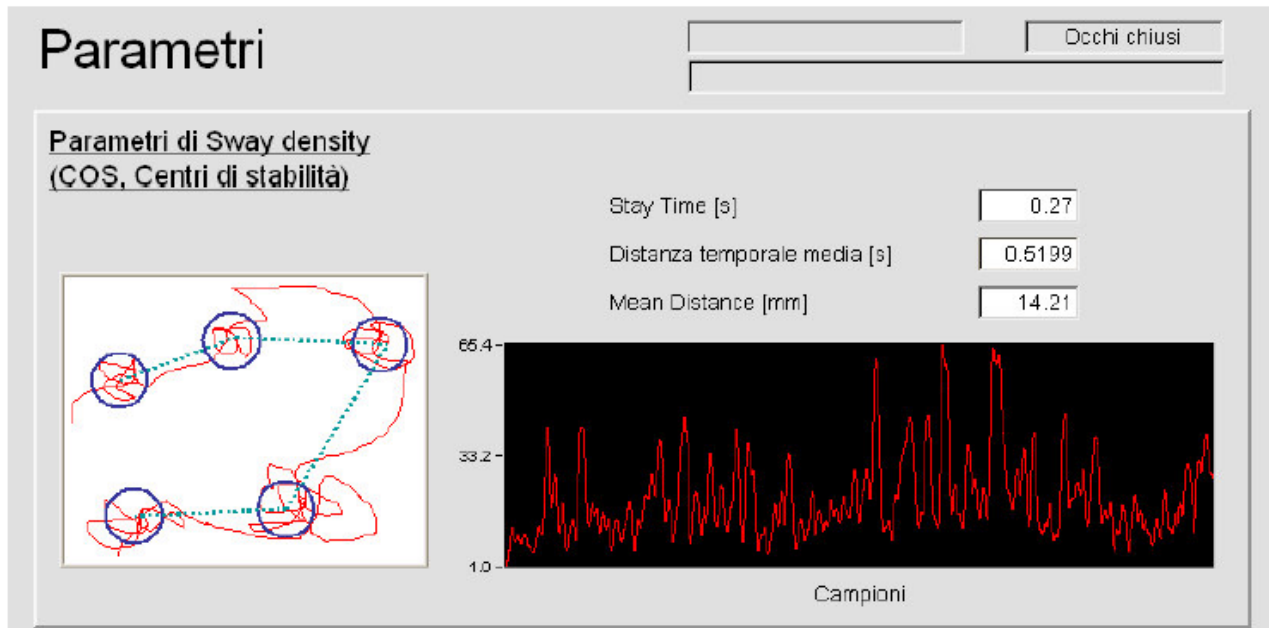 Parametri
Occhi chiusi
Parametri di Sway density
(COS, Centri di stabilità)
Stay Time [s] 0.27
Distanza temporale media [s] 0.5199
Mean Distance [mm] 14.21
65.4
33.2
1.0
Campioni